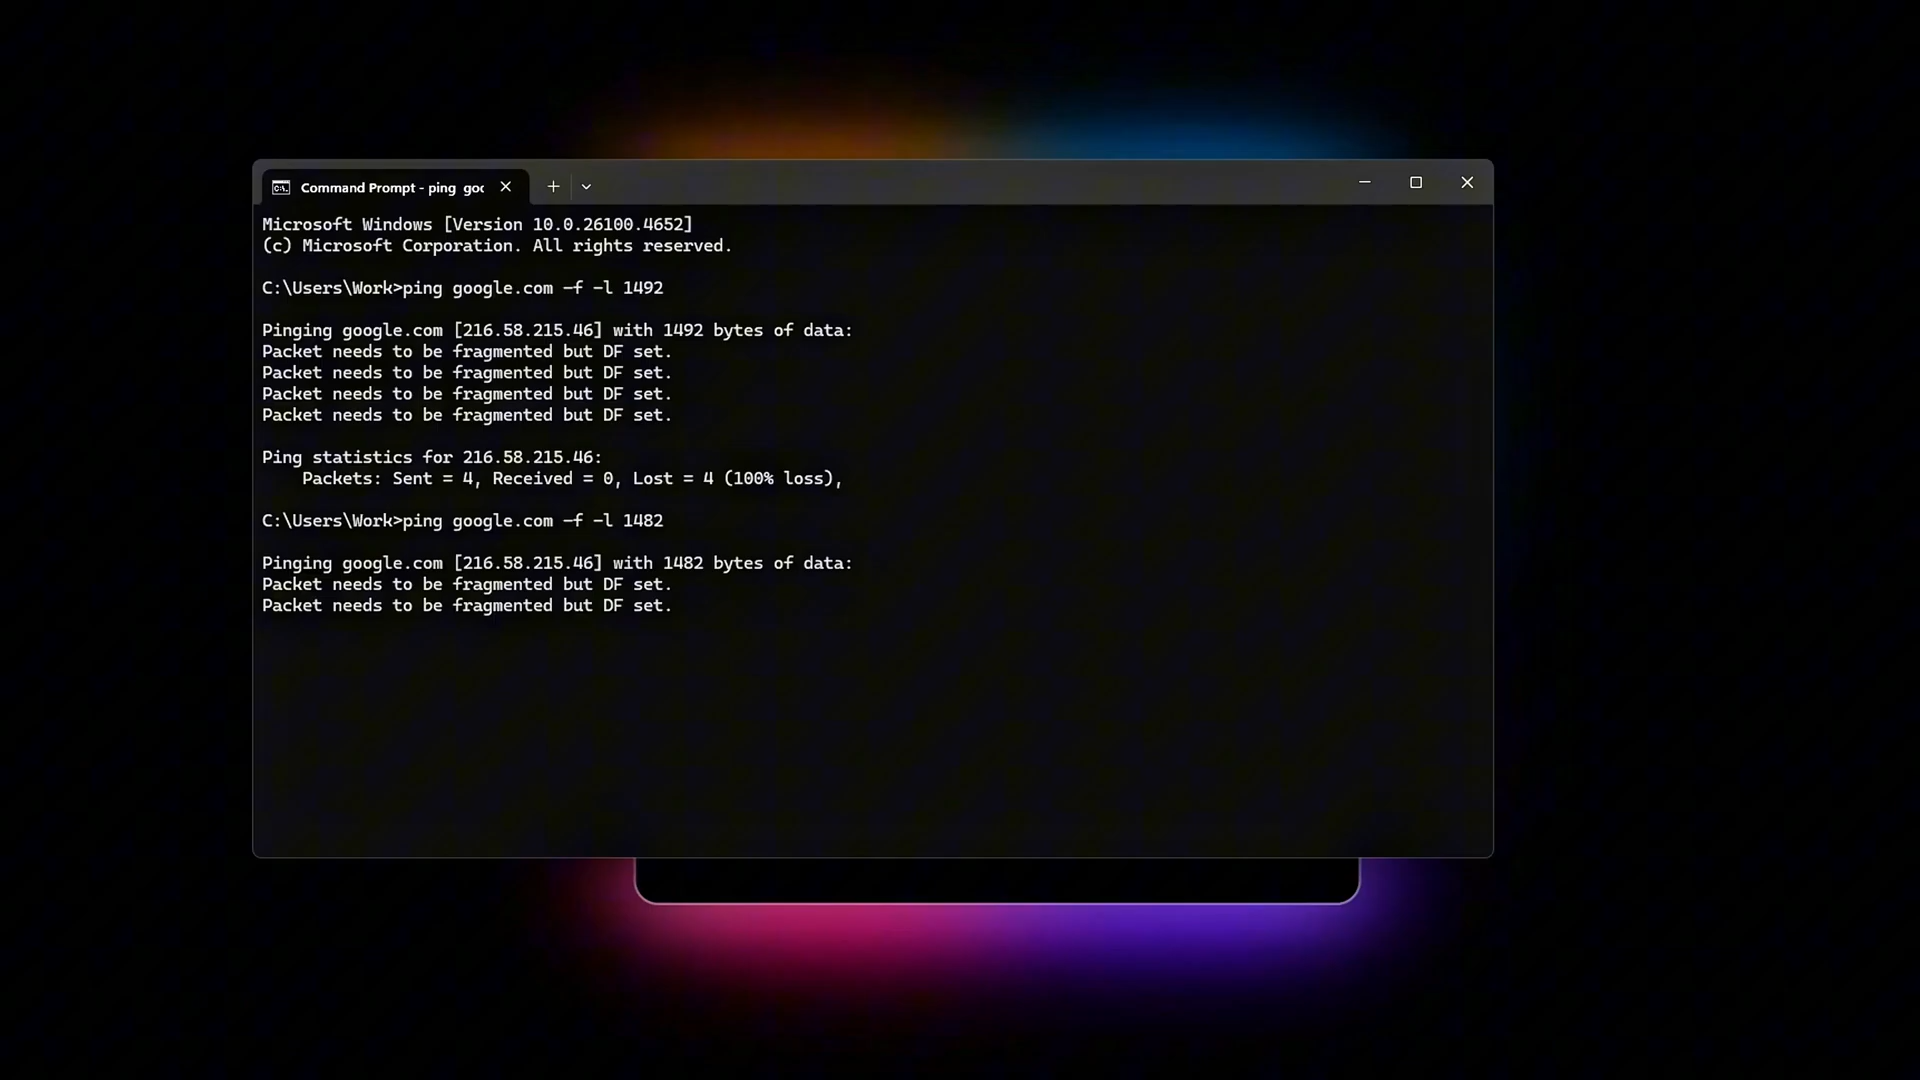 Command Prompt - ping goo
Microsoft Windows [Version 10.0.26100.4652]
(c) Microsoft Corporation. All rights reserved.
C:\Users\Work>ping google.com -f -l 1492
Pinging google.com [216.58.215.46] with 1492 bytes of data:
Packet needs to be fragmented but DF set.
Packet needs to be fragmented but DF set.
Packet needs to be fragmented but DF set.
Packet needs to be fragmented but DF set.
Ping statistics for 216.58.215.46:
    Packets: Sent = 4, Received = 0, Lost = 4 (100% loss),
C:\Users\Work>ping google.com -f -l 1482
Pinging google.com [216.58.215.46] with 1482 bytes of data:
Packet needs to be fragmented but DF set.
Packet needs to be fragmented but DF set.